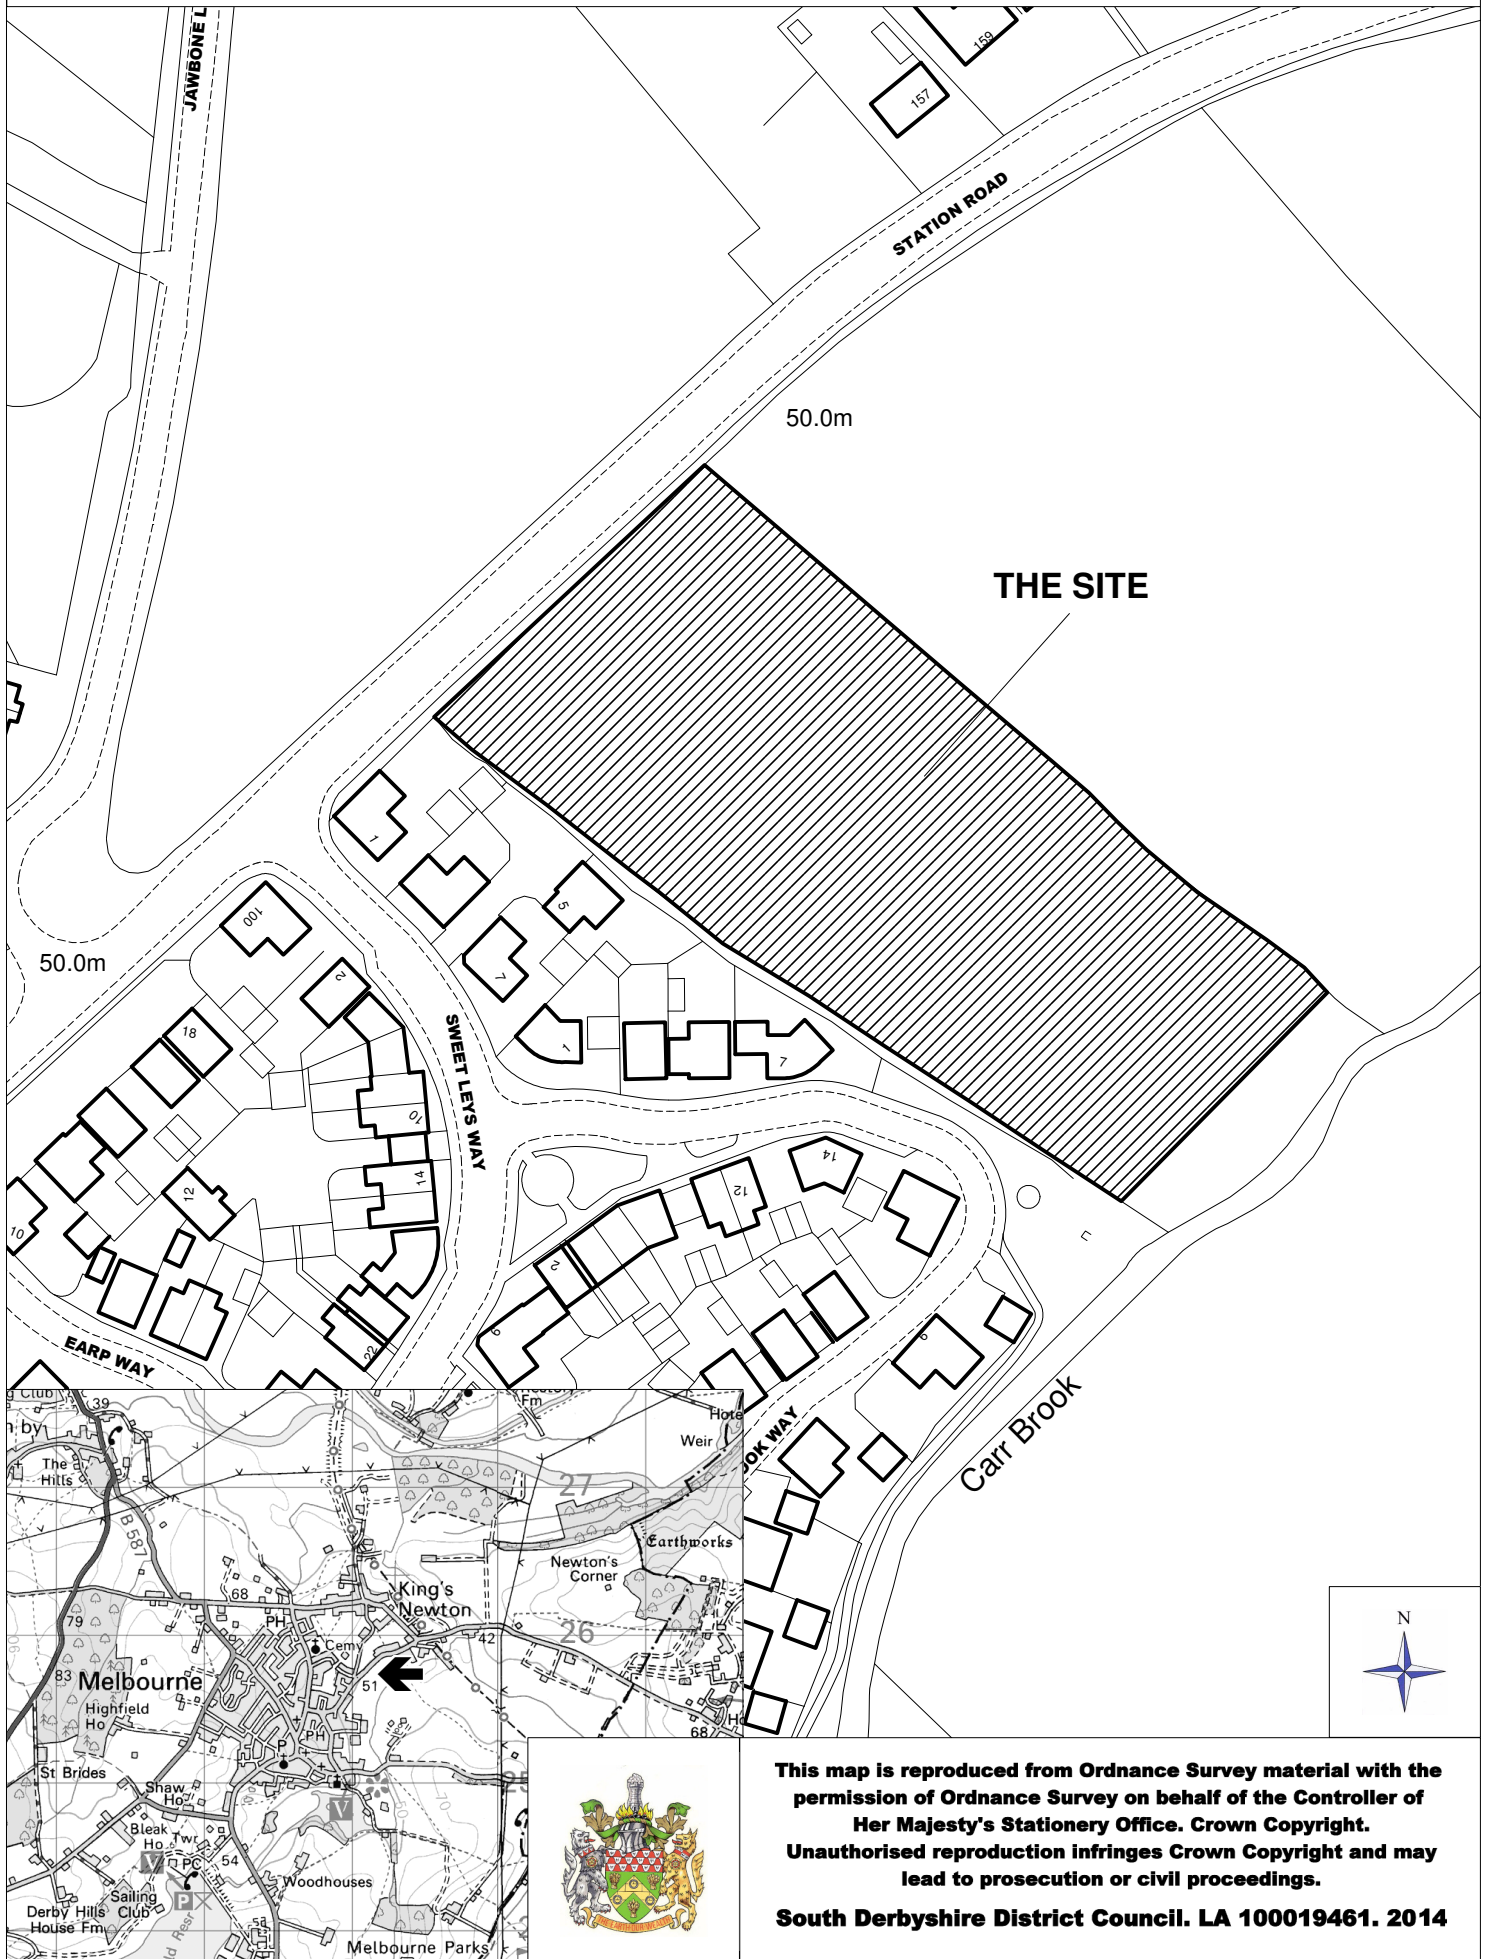 JAWBONE L
159
157
STATION ROAD
50.0m
THE SITE
1
5
7
100
50.0m
2
18
1
7
SWEET LEYS WAY
10
14
14
12
12
10
2
6
22
6
EARP WAY
OOK WAY
Carr Brook
g Club
39
Fm
Hote
Weir
The
Hills
B 587
27
Earthworks
Newton's
Corner
King's
Newton
68
79
PH
Cemy
42
26
83
Melbourne
51
Highfield
Ho
PH
P
68
St Brides
Shaw
Ho
V
Bleak
Ho
Twr
V
PC
54
P
Sailing
Club
Woodhouses
Derby Hills
House Fm
Melbourne Parks
N
This map is reproduced from Ordnance Survey material with the
permission of Ordnance Survey on behalf of the Controller of
Her Majesty's Stationery Office. Crown Copyright.
Unauthorised reproduction infringes Crown Copyright and may
lead to prosecution or civil proceedings.
South Derbyshire District Council. LA 100019461. 2014